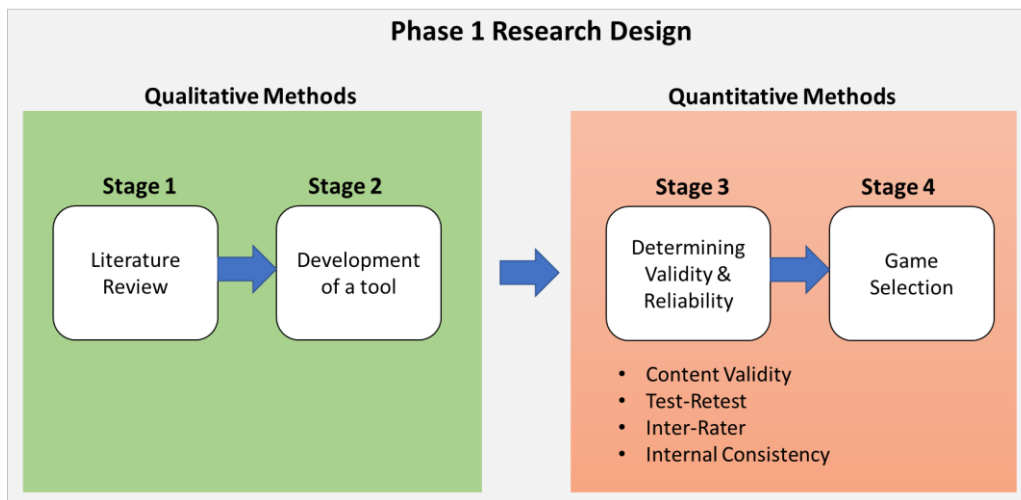 Phase 1 Research Design
Qualitative Methods
Stage 1
Literature
Review
Stage 2
Development
of a tool
Quantitative Methods
Stage 3
Determining
Validity &
Reliability
Stage 4
Game
Selection
• Content Validity
• Test-Retest
• Inter-Rater
• Internal Consistency